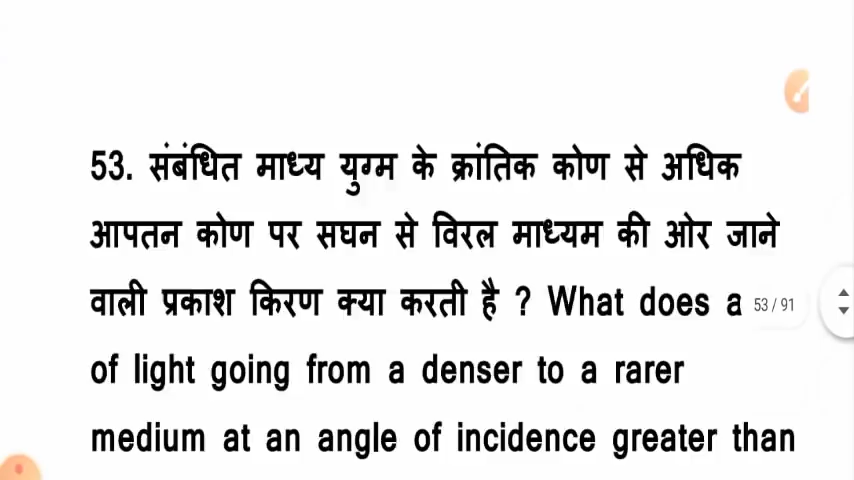 53. संबंधित माध्य युग्म के क्रांतिक कोण से अधिक
आपतन कोण पर सघन से विरल माध्यम की ओर जाने
वाली प्रकाश किरण क्या करती है ? What does a
53 / 91
of light going from a denser to a rarer
medium at an angle of incidence greater than